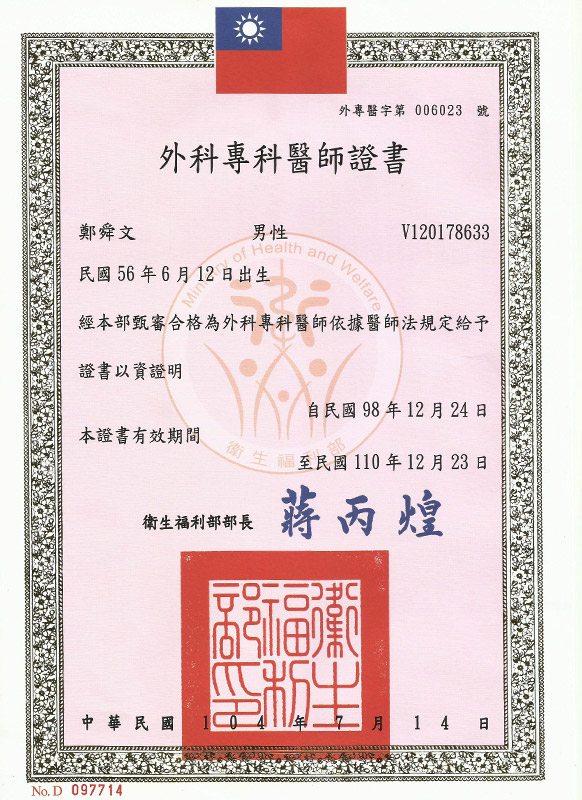 外專醫字第 006023 號
外科專科醫師證書
鄭舜文 男性 V120178633
民國 56 年 6 月 12 日出生
Ministry of Health and Welfare
經本部甄審合格為外科專科醫師依據醫師法規定給予
證書以資證明
自民國 98 年 12 月 24 日
本證書有效期間
至民國 110 年 12 月 23 日
衛生福利部
衛生福利部部長 蔣丙煌
衛生福利部印
中華民國 104 年 7 月 14 日
No. D 097714